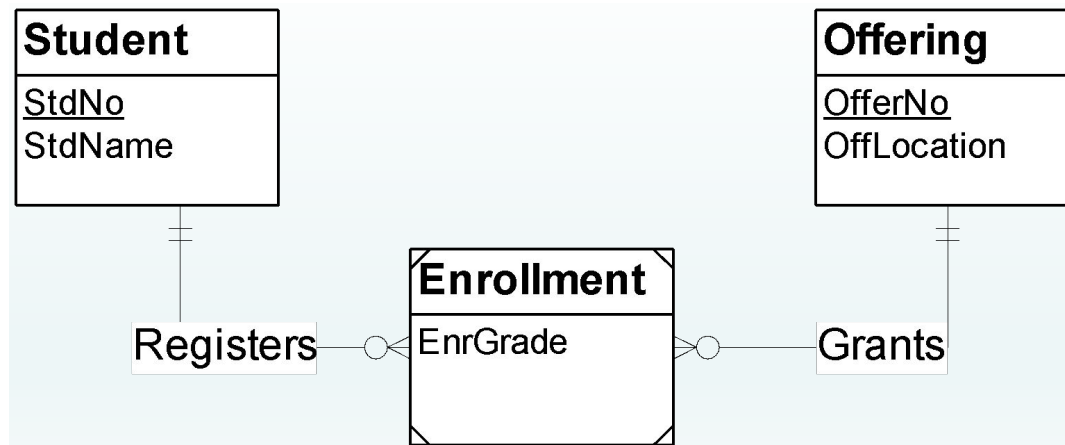 Student
StdNo
StdName
Offering
OfferNo
OffLocation
Enrollment
EnrGrade
Registers
Grants